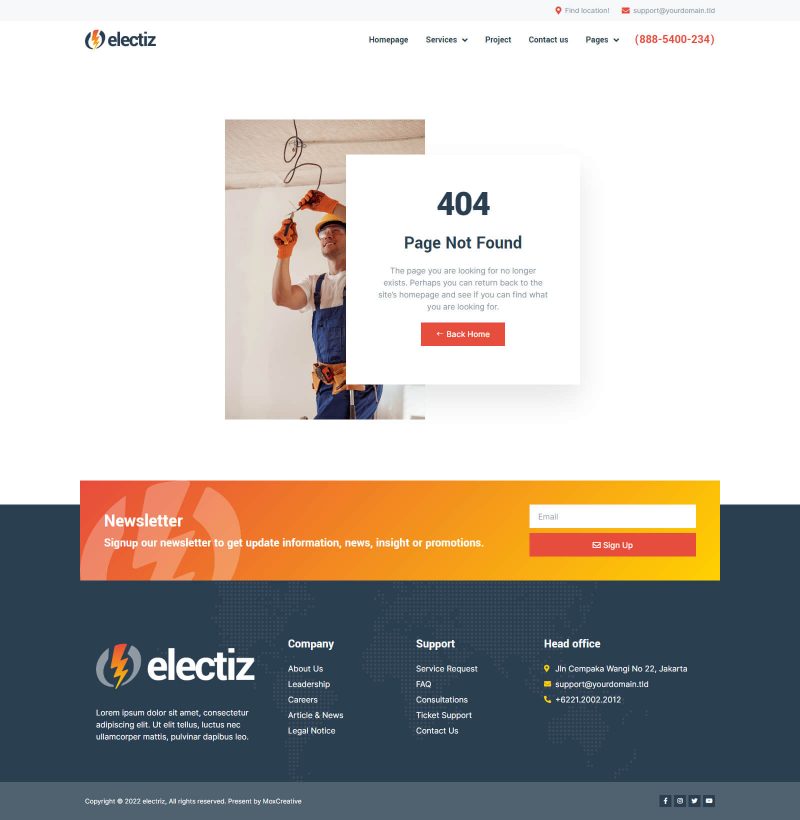 Find location!
support@yourdomain.tld
electiz
Homepage
Services
Project
Contact us
Pages
(888-5400-234)
404
Page Not Found
The page you are looking for no longer
exists. Perhaps you can return back to the
site's homepage and see if you can find what
you are looking for.
← Back Home
Newsletter
Signup our newsletter to get update information, news, insight or promotions.
Email
Sign Up
electiz
Lorem ipsum dolor sit amet, consectetur
adipiscing elit. Ut elit tellus, luctus nec
ullamcorper mattis, pulvinar dapibus leo.
Company
About Us
Leadership
Careers
Article & News
Legal Notice
Support
Service Request
FAQ
Consultations
Ticket Support
Contact Us
Head office
Jln Cempaka Wangi No 22, Jakarta
support@yourdomain.tld
+6221.2002.2012
Copyright © 2022 electriz, All rights reserved. Present by MoxCreative